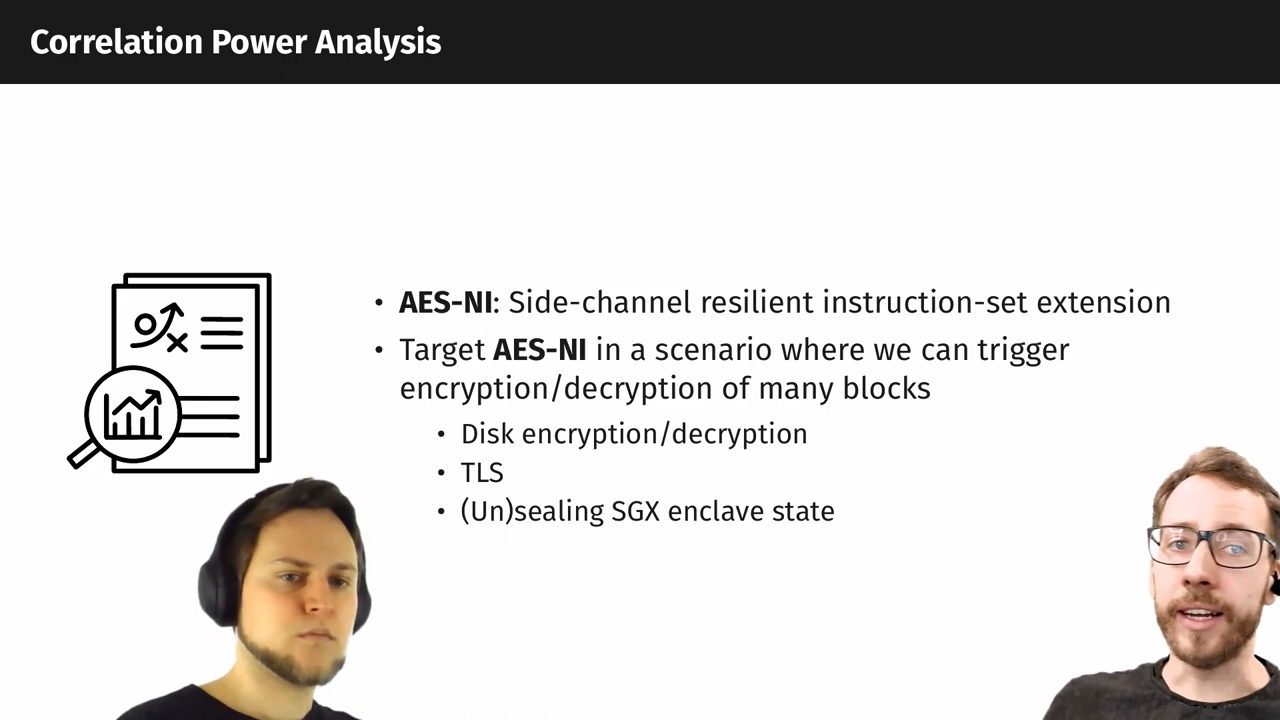 Correlation Power Analysis
• AES-NI: Side-channel resilient instruction-set extension
• Target AES-NI in a scenario where we can trigger
encryption/decryption of many blocks
• Disk encryption/decryption
• TLS
• (Un)sealing SGX enclave state